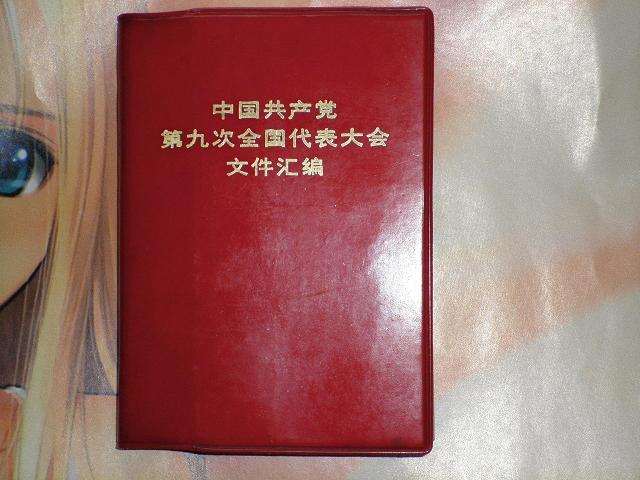 中国共产党
第九次全国代表大会
文件汇编